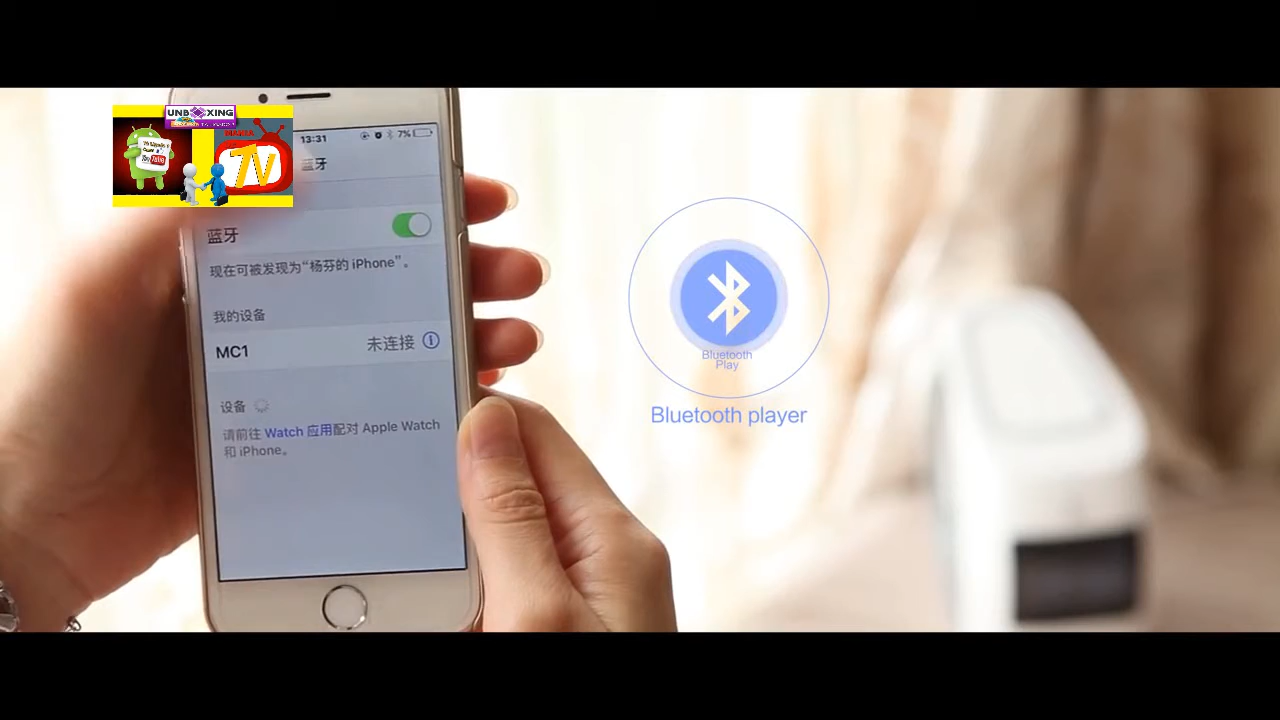 UNBOXING
MANIA
TV
YouTube
13:31
7%
蓝牙
蓝牙
现在可被发现为“杨芬的 iPhone”。
我的设备
MC1 未连接
设备
请前往 Watch 应用配对 Apple Watch
和 iPhone。
Bluetooth
Play
Bluetooth player